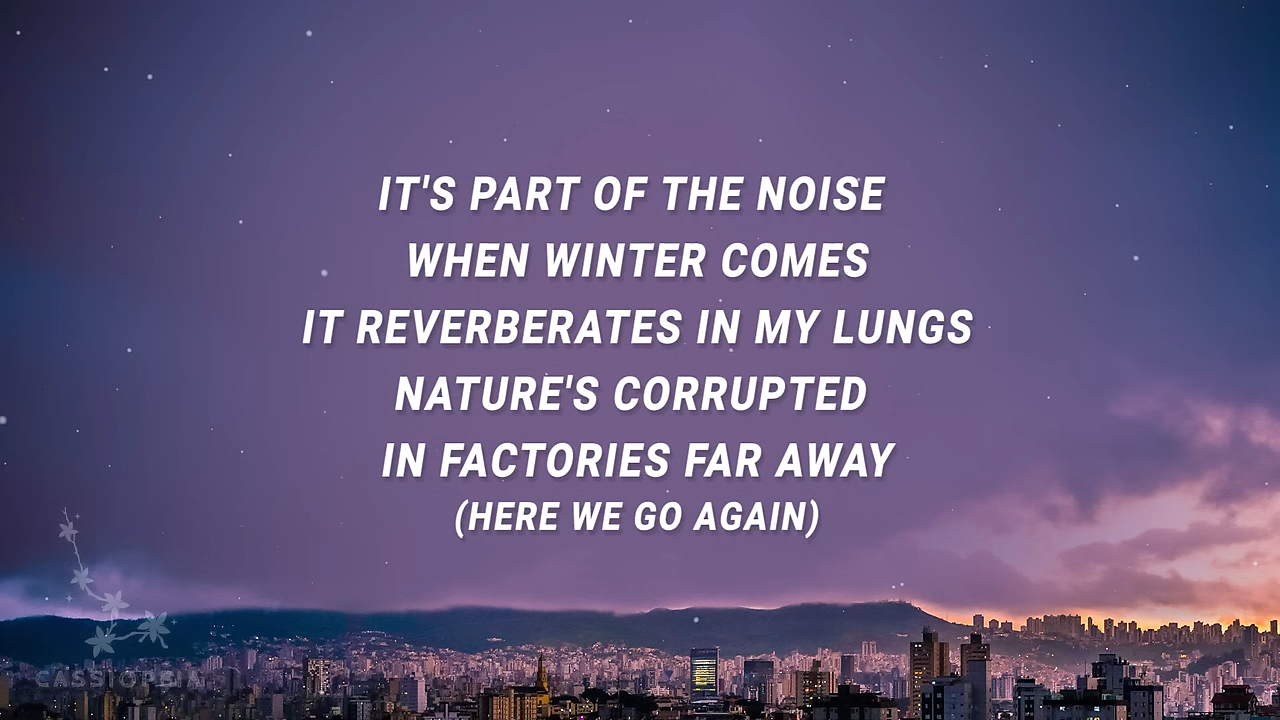 IT'S PART OF THE NOISE
WHEN WINTER COMES
IT REVERBERATES IN MY LUNGS
NATURE'S CORRUPTED
IN FACTORIES FAR AWAY
(HERE WE GO AGAIN)
CASSIOPEIA